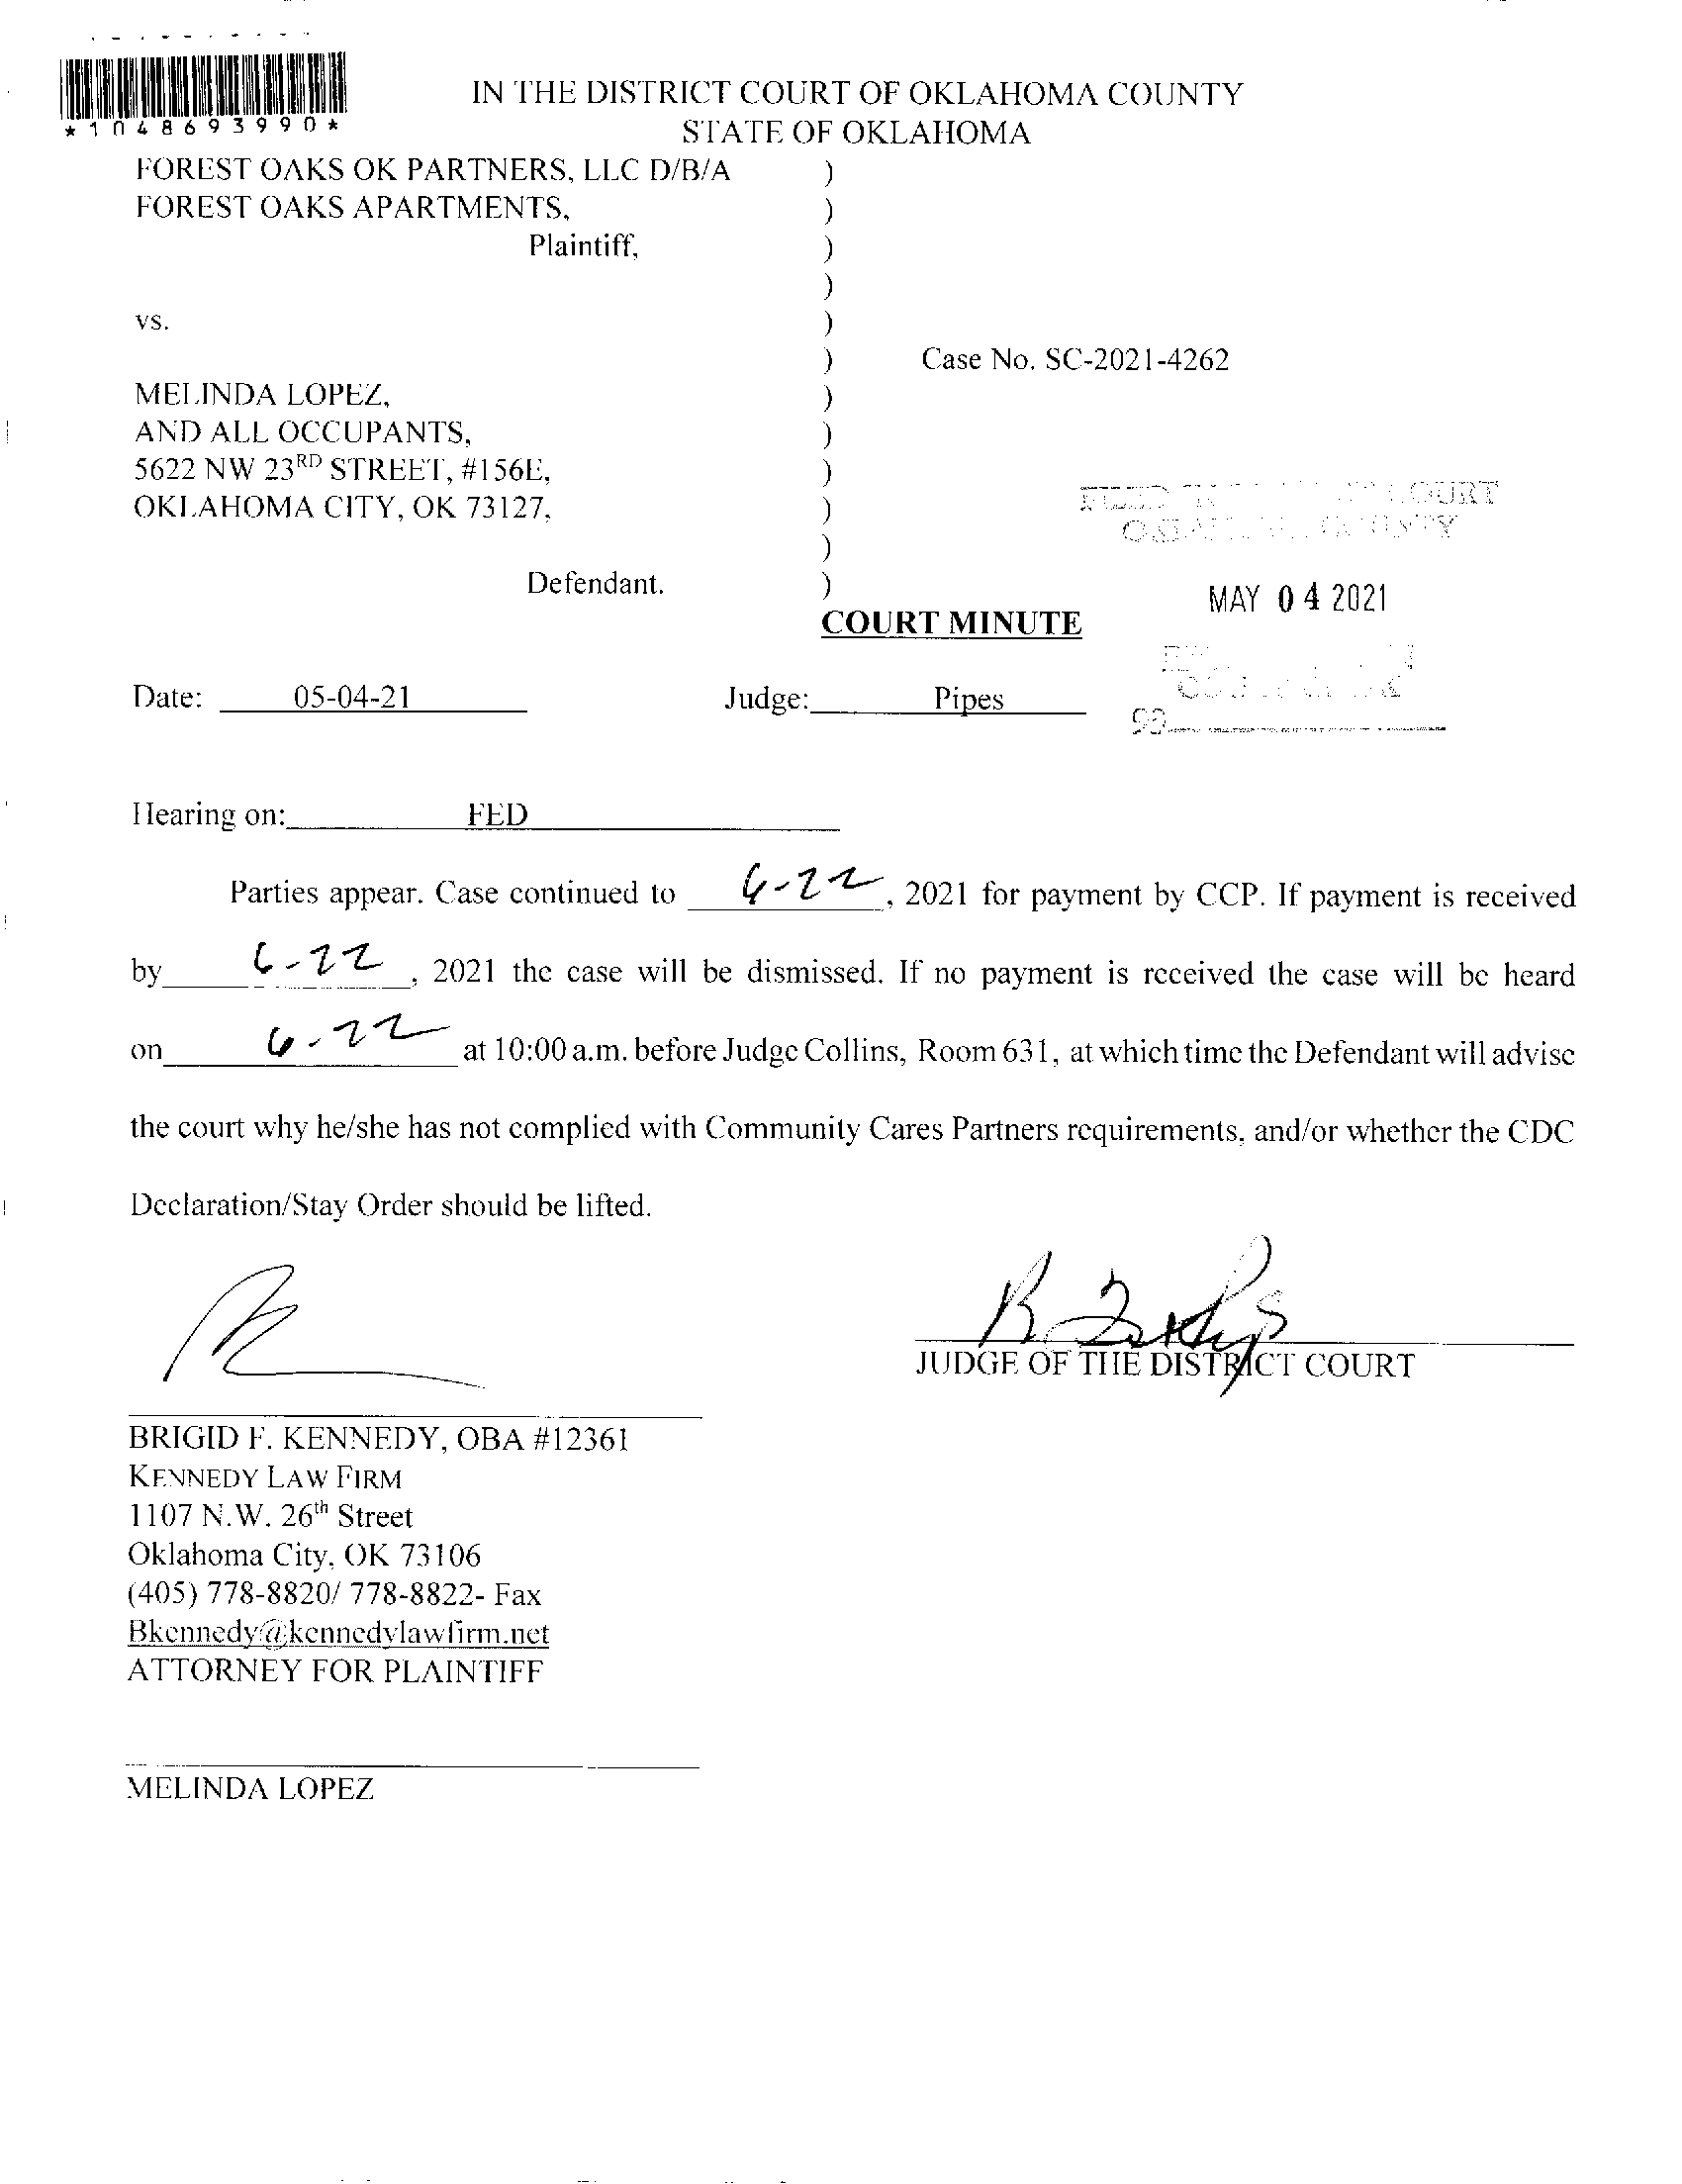 *1048693990*
IN THE DISTRICT COURT OF OKLAHOMA COUNTY
STATE OF OKLAHOMA
FOREST OAKS OK PARTNERS, LLC D/B/A )
FOREST OAKS APARTMENTS, )
Plaintiff, )
)
vs. )
) Case No. SC-2021-4262
MELINDA LOPEZ, )
AND ALL OCCUPANTS, )
5622 NW 23RD STREET, #156E, )
OKLAHOMA CITY, OK 73127, )
COURT
)
Defendant. )
MAY 04 2021
COURT MINUTE
Date: 05-04-21 Judge: Pipes
Hearing on: FED
Parties appear. Case continued to 6-22, 2021 for payment by CCP. If payment is received
by 6-22, 2021 the case will be dismissed. If no payment is received the case will be heard
on 6-22 at 10:00 a.m. before Judge Collins, Room 631, at which time the Defendant will advise
the court why he/she has not complied with Community Cares Partners requirements, and/or whether the CDC
Declaration/Stay Order should be lifted.
JUDGE OF THE DISTRICT COURT
BRIGID F. KENNEDY, OBA #12361
KENNEDY LAW FIRM
1107 N.W. 26th Street
Oklahoma City, OK 73106
(405) 778-8820/ 778-8822- Fax
Bkennedy@kennedylawfirm.net
ATTORNEY FOR PLAINTIFF
MELINDA LOPEZ